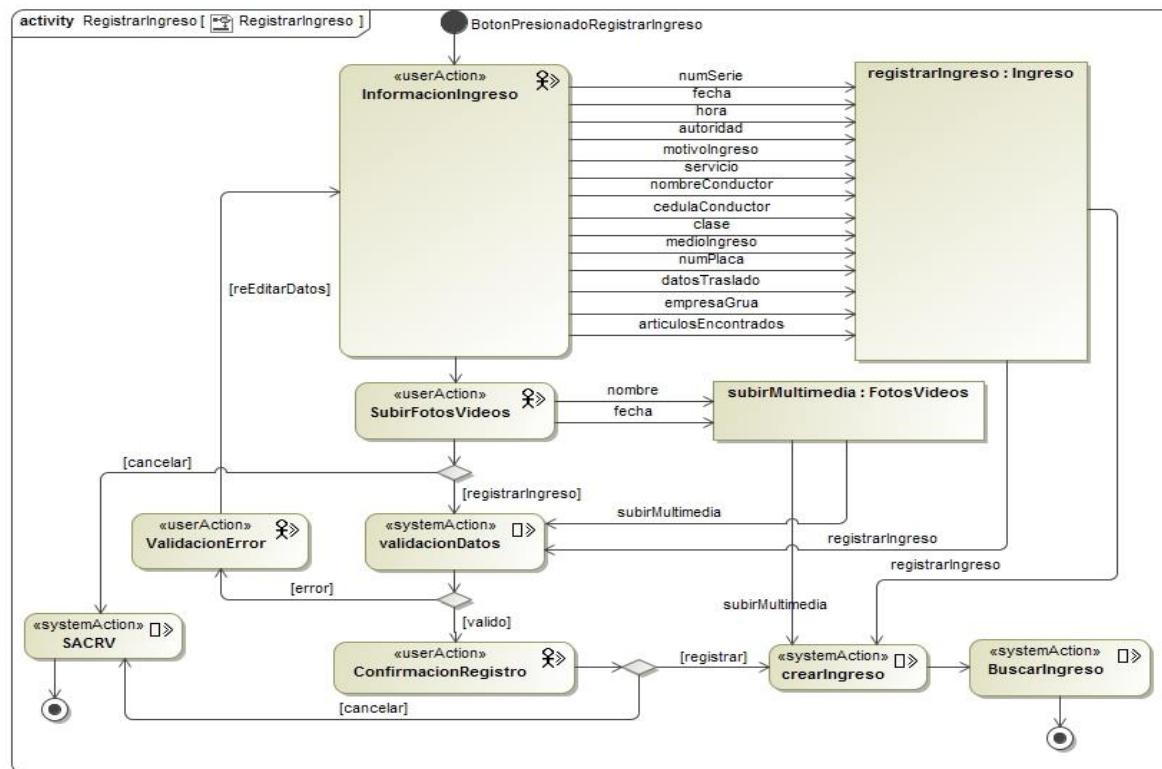 activity RegistrarIngreso [ RegistrarIngreso ]
BotonPresionadoRegistrarIngreso
«userAction»
InformacionIngreso
numSerie
fecha
hora
autoridad
motivoIngreso
servicio
nombreConductor
cedulaConductor
clase
medioIngreso
numPlaca
datosTraslado
empresaGrua
articulosEncontrados
registrarIngreso : Ingreso
[reEditarDatos]
«userAction»
SubirFotosVideos
nombre
fecha
subirMultimedia : FotosVideos
[cancelar]
[registrarIngreso]
«userAction»
ValidacionError
«systemAction»
validacionDatos
subirMultimedia
registrarIngreso
registrarIngreso
[error]
[valido]
subirMultimedia
«systemAction»
SACRV
«userAction»
ConfirmacionRegistro
[registrar]
«systemAction»
crearIngreso
«systemAction»
BuscarIngreso
[cancelar]